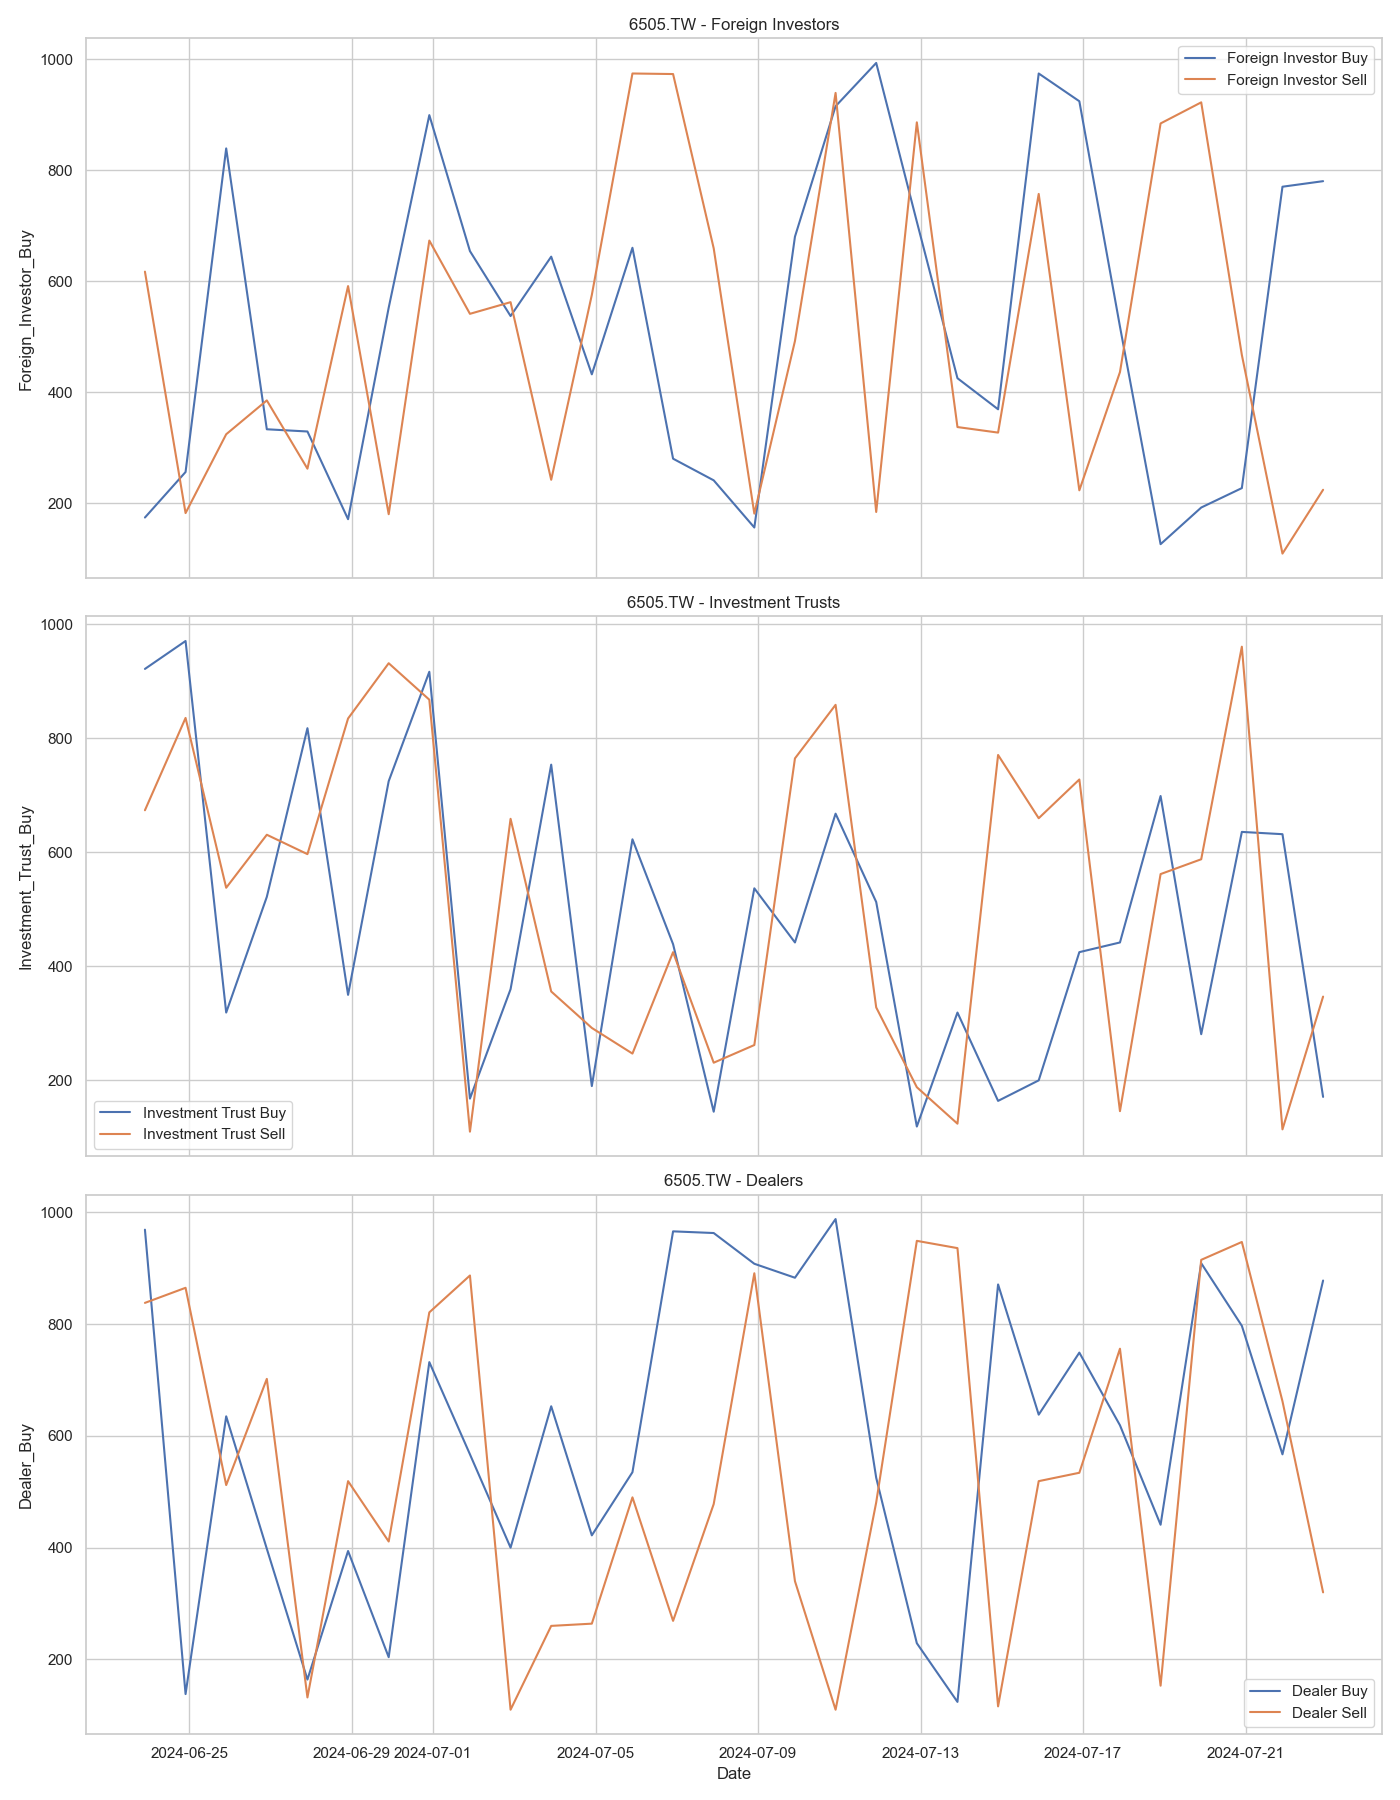 6505.TW - Foreign Investors
1000
800
600
400
200
Foreign_Investor_Buy
Foreign Investor Buy
Foreign Investor Sell
6505.TW - Investment Trusts
1000
800
600
400
200
Investment_Trust_Buy
Investment Trust Buy
Investment Trust Sell
6505.TW - Dealers
1000
800
600
400
200
Dealer_Buy
Dealer Buy
Dealer Sell
2024-06-25 2024-06-29 2024-07-01 2024-07-05 2024-07-09 2024-07-13 2024-07-17 2024-07-21
Date